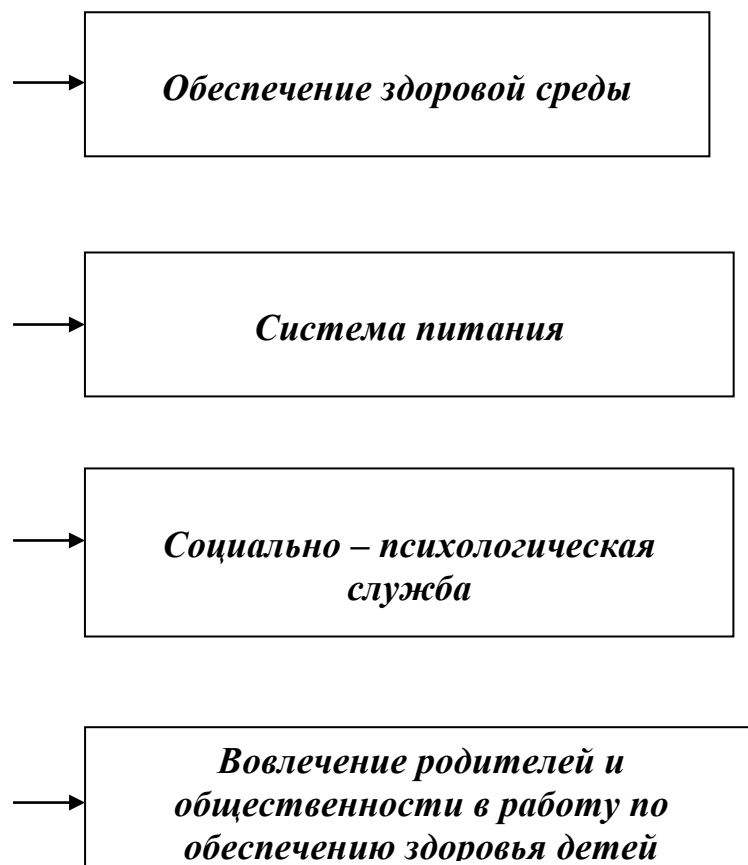 Обеспечение здоровой среды
Система питания
Социально – психологическая
служба
Вовлечение родителей и
общественности в работу по
обеспечению здоровья детей